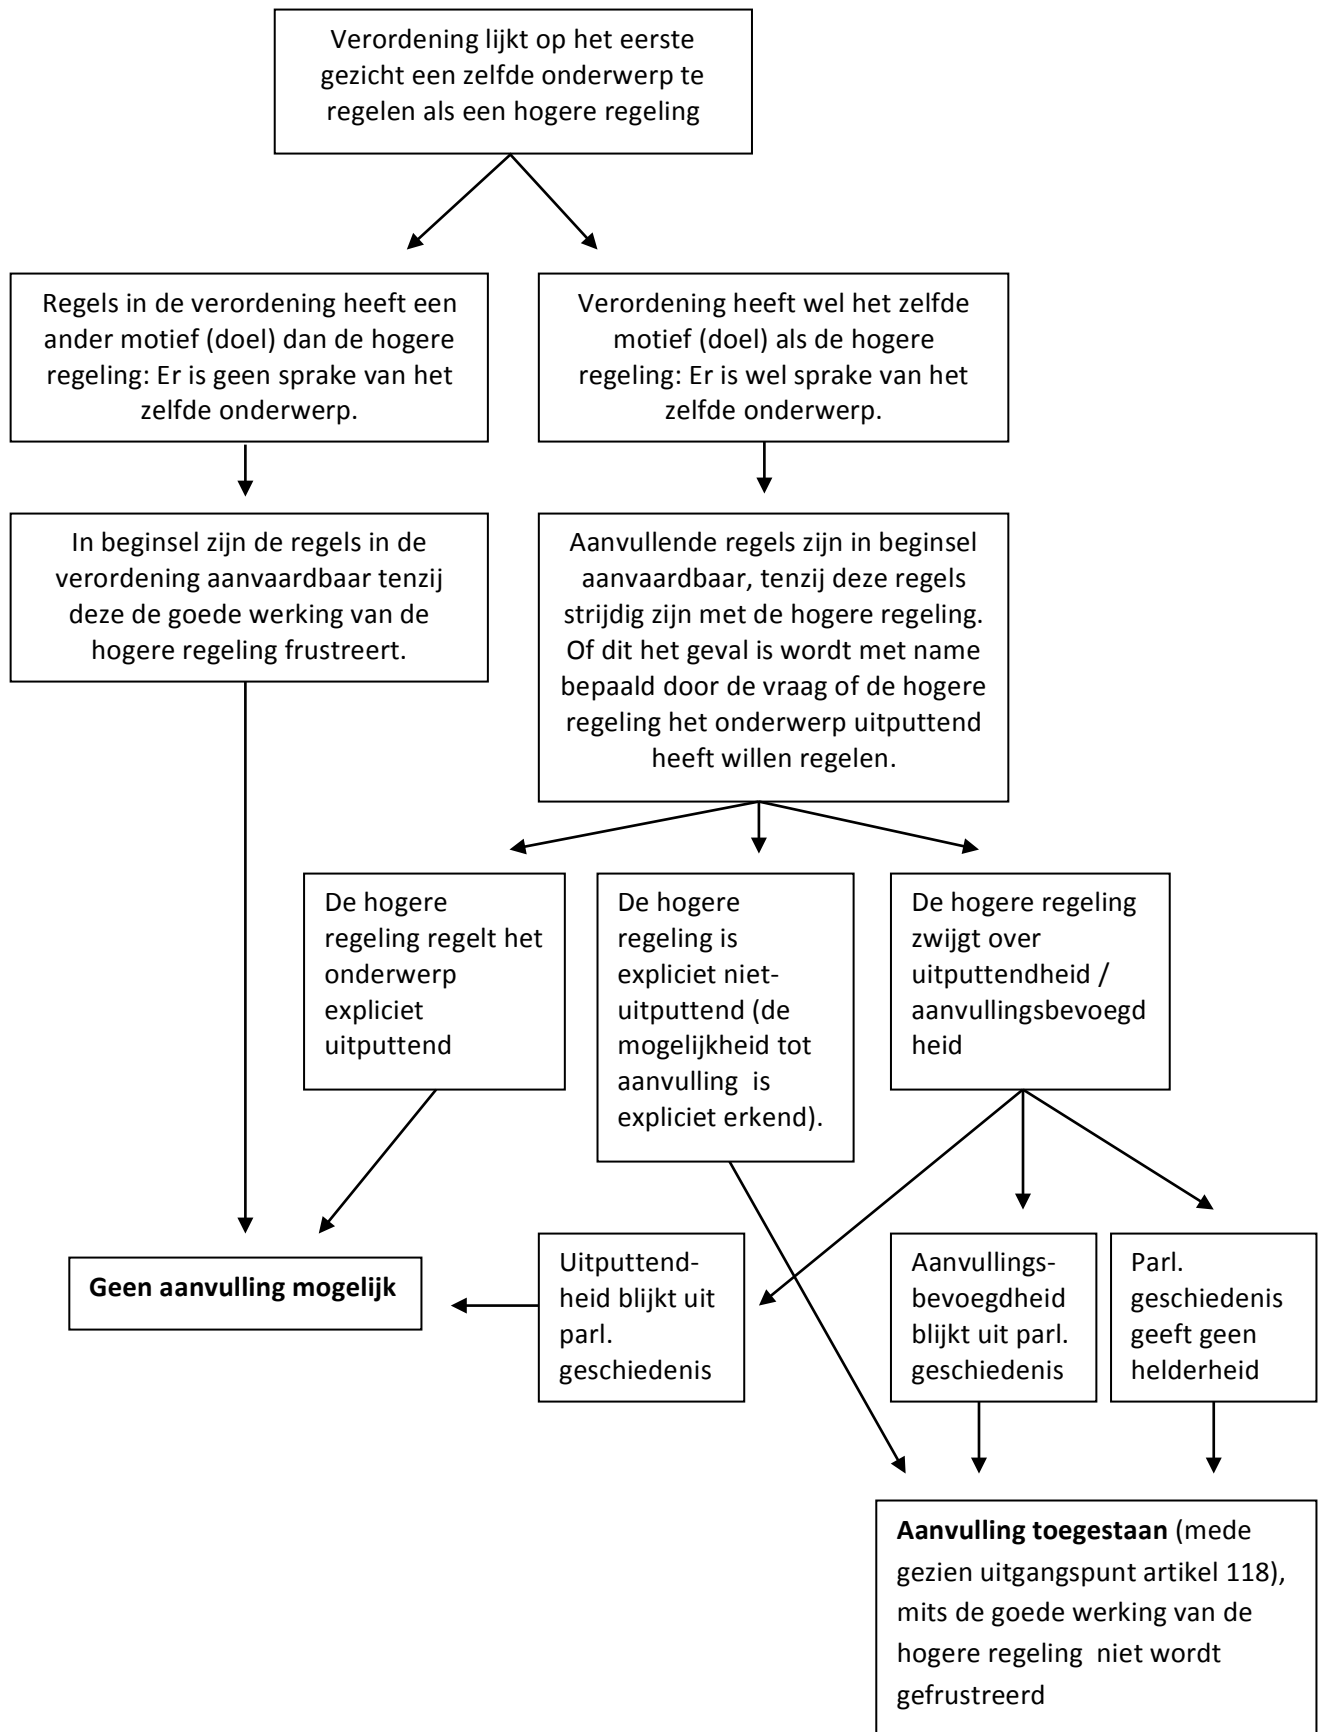 Verordening lijkt op het eerste
gezicht een zelfde onderwerp te
regelen als een hogere regeling
Regels in de verordening heeft een
ander motief (doel) dan de hogere
regeling: Er is geen sprake van het
zelfde onderwerp.
Verordening heeft wel het zelfde
motief (doel) als de hogere
regeling: Er is wel sprake van het
zelfde onderwerp.
In beginsel zijn de regels in de
verordening aanvaardbaar tenzij
deze de goede werking van de
hogere regeling frustreert.
Aanvullende regels zijn in beginsel
aanvaardbaar, tenzij deze regels
strijdig zijn met de hogere regeling.
Of dit het geval is wordt met name
bepaald door de vraag of de hogere
regeling het onderwerp uitputtend
heeft willen regelen.
De hogere
regeling regelt het
onderwerp
expliciet
uitputtend
De hogere
regeling is
expliciet niet-
uitputtend (de
mogelijkheid tot
aanvulling is
expliciet erkend).
De hogere regeling
zwijgt over
uitputtendheid /
aanvullingsbevoegd
heid
Geen aanvulling mogelijk
Uitputtend-
heid blijkt uit
parl.
geschiedenis
Aanvullings-
bevoegdheid
blijkt uit parl.
geschiedenis
Parl.
geschiedenis
geeft geen
helderheid
Aanvulling toegestaan (mede
gezien uitgangspunt artikel 118),
mits de goede werking van de
hogere regeling niet wordt
gefrustreerd